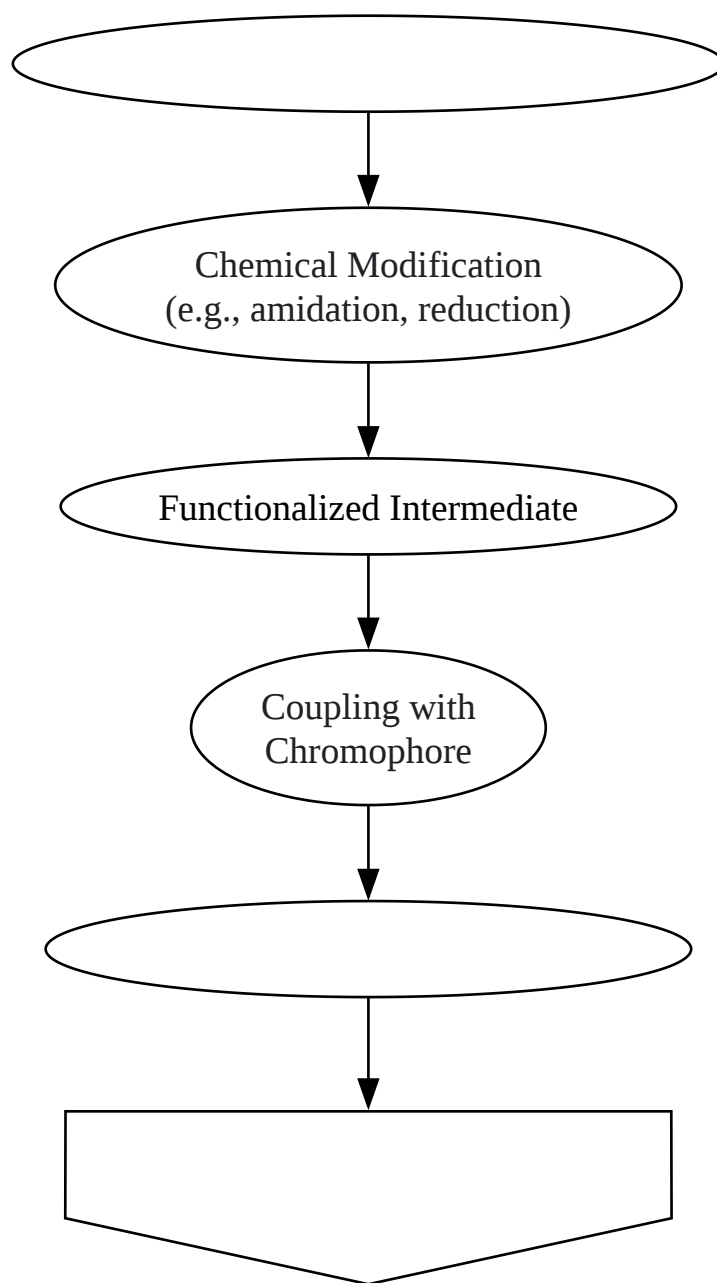 Chemical Modification
(e.g., amidation, reduction)
Functionalized Intermediate
Coupling with
Chromophore